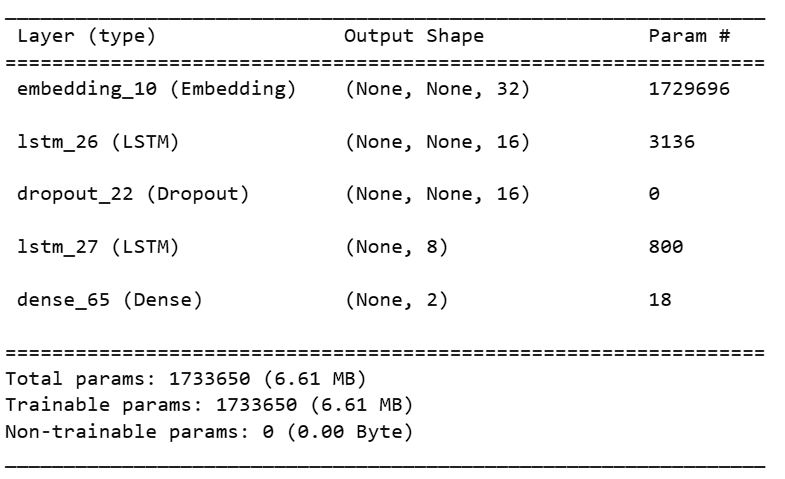 Layer (type) Output Shape Param #
embedding_10 (Embedding) (None, None, 32) 1729696
lstm_26 (LSTM) (None, None, 16) 3136
dropout_22 (Dropout) (None, None, 16) 0
lstm_27 (LSTM) (None, 8) 800
dense_65 (Dense) (None, 2) 18
Total params: 1733650 (6.61 MB)
Trainable params: 1733650 (6.61 MB)
Non-trainable params: 0 (0.00 Byte)